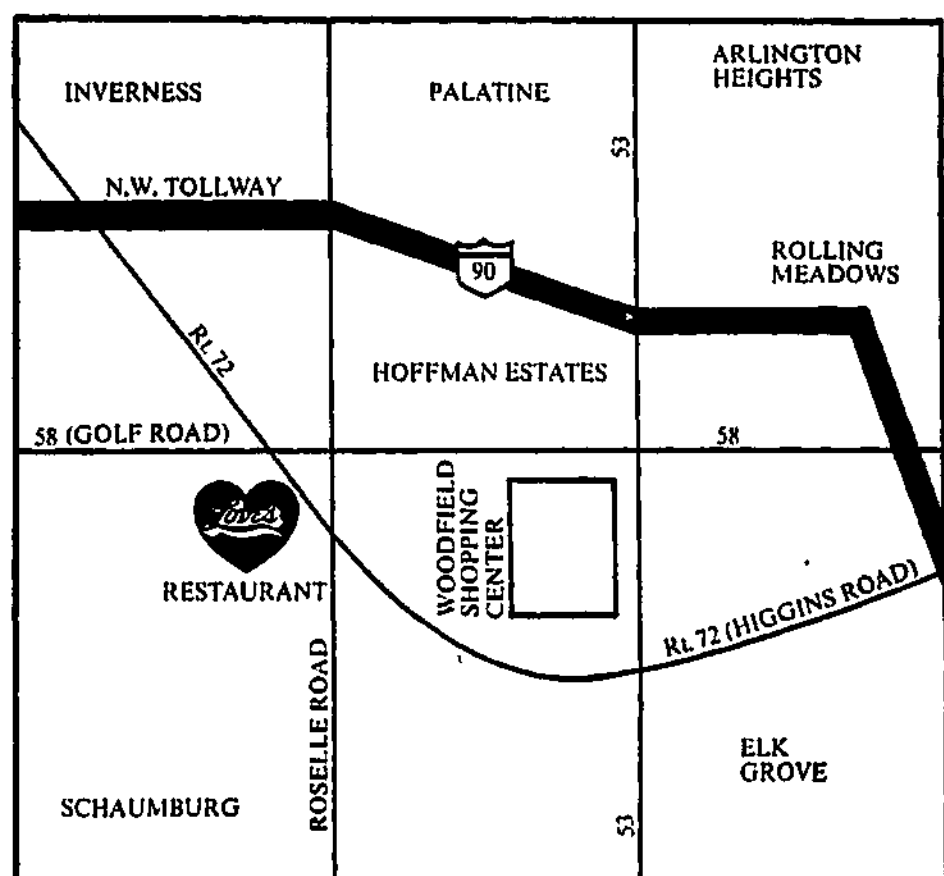 ARLINGTON
HEIGHTS
INVERNESS
PALATINE
53
N.W. TOLLWAY
ROLLING
MEADOWS
90
Rt. 72
HOFFMAN ESTATES
58 (GOLF ROAD)
58
Love's
RESTAURANT
WOODFIELD
SHOPPING
CENTER
Rt. 72 (HIGGINS ROAD)
ROSELLE ROAD
ELK
GROVE
SCHAUMBURG
53